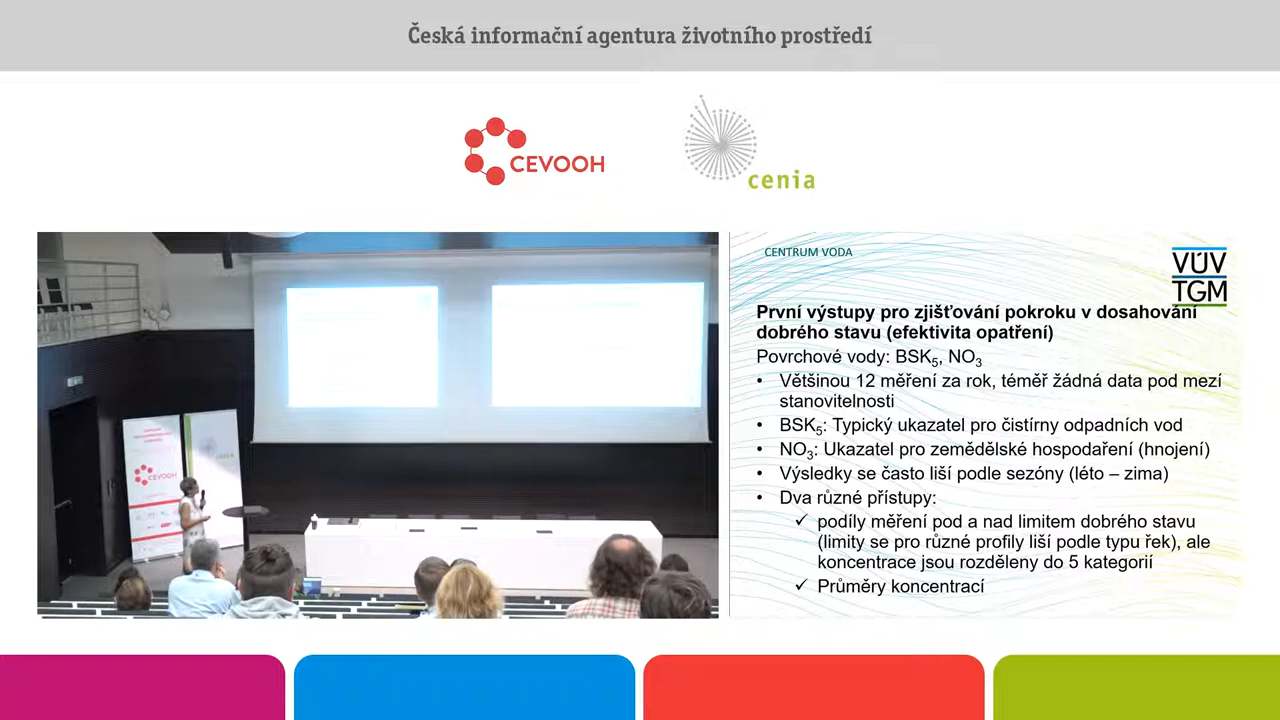 Česká informační agentura životního prostředí
CEVOOH
cenia
CENTRUM VODA
VÚV
TGM
První výstupy pro zjišťování pokroku v dosahování
dobrého stavu (efektivita opatření)
Povrchové vody: BSK₅, NO₃
• Většinou 12 měření za rok, téměř žádná data pod mezí
stanovitelnosti
• BSK₅: Typický ukazatel pro čistírny odpadních vod
• NO₃: Ukazatel pro zemědělské hospodaření (hnojení)
• Výsledky se často liší podle sezóny (léto – zima)
• Dva různé přístupy:
✓ podíly měření pod a nad limitem dobrého stavu
(limity se pro různé profily liší podle typu řek), ale
koncentrace jsou rozděleny do 5 kategorií
✓ Průměry koncentrací
CEVOOH
cenia